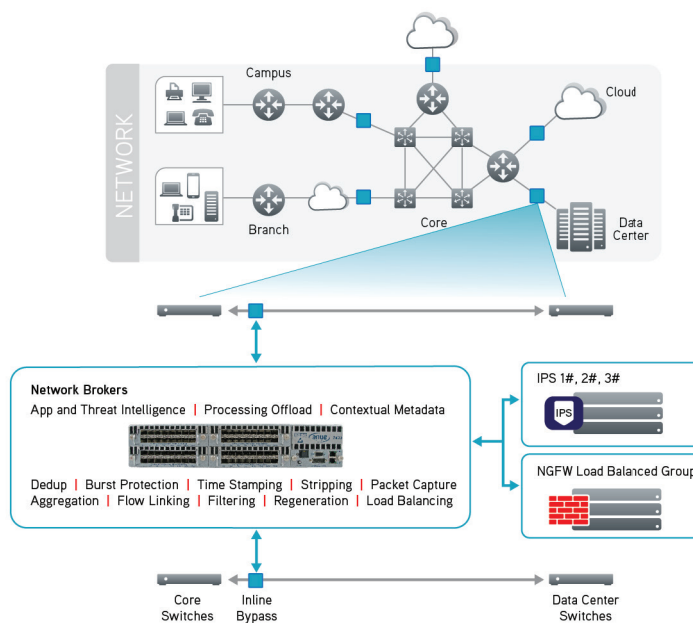 NETWORK
Campus
Cloud
Branch
Core
Data
Center
Network Brokers
App and Threat Intelligence | Processing Offload | Contextual Metadata
Dedup | Burst Protection | Time Stamping | Stripping | Packet Capture
Aggregation | Flow Linking | Filtering | Regeneration | Load Balancing
IPS 1#, 2#, 3#
IPS
NGFW Load Balanced Group
Core
Switches
Inline
Bypass
Data Center
Switches